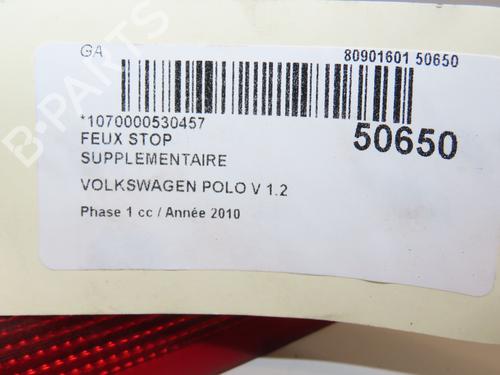 GA
80901601 50650
*1070000530457
50650
FEUX STOP
SUPPLEMENTAIRE
VOLKSWAGEN POLO V 1.2
Phase 1 cc / Année 2010
B-PARTS